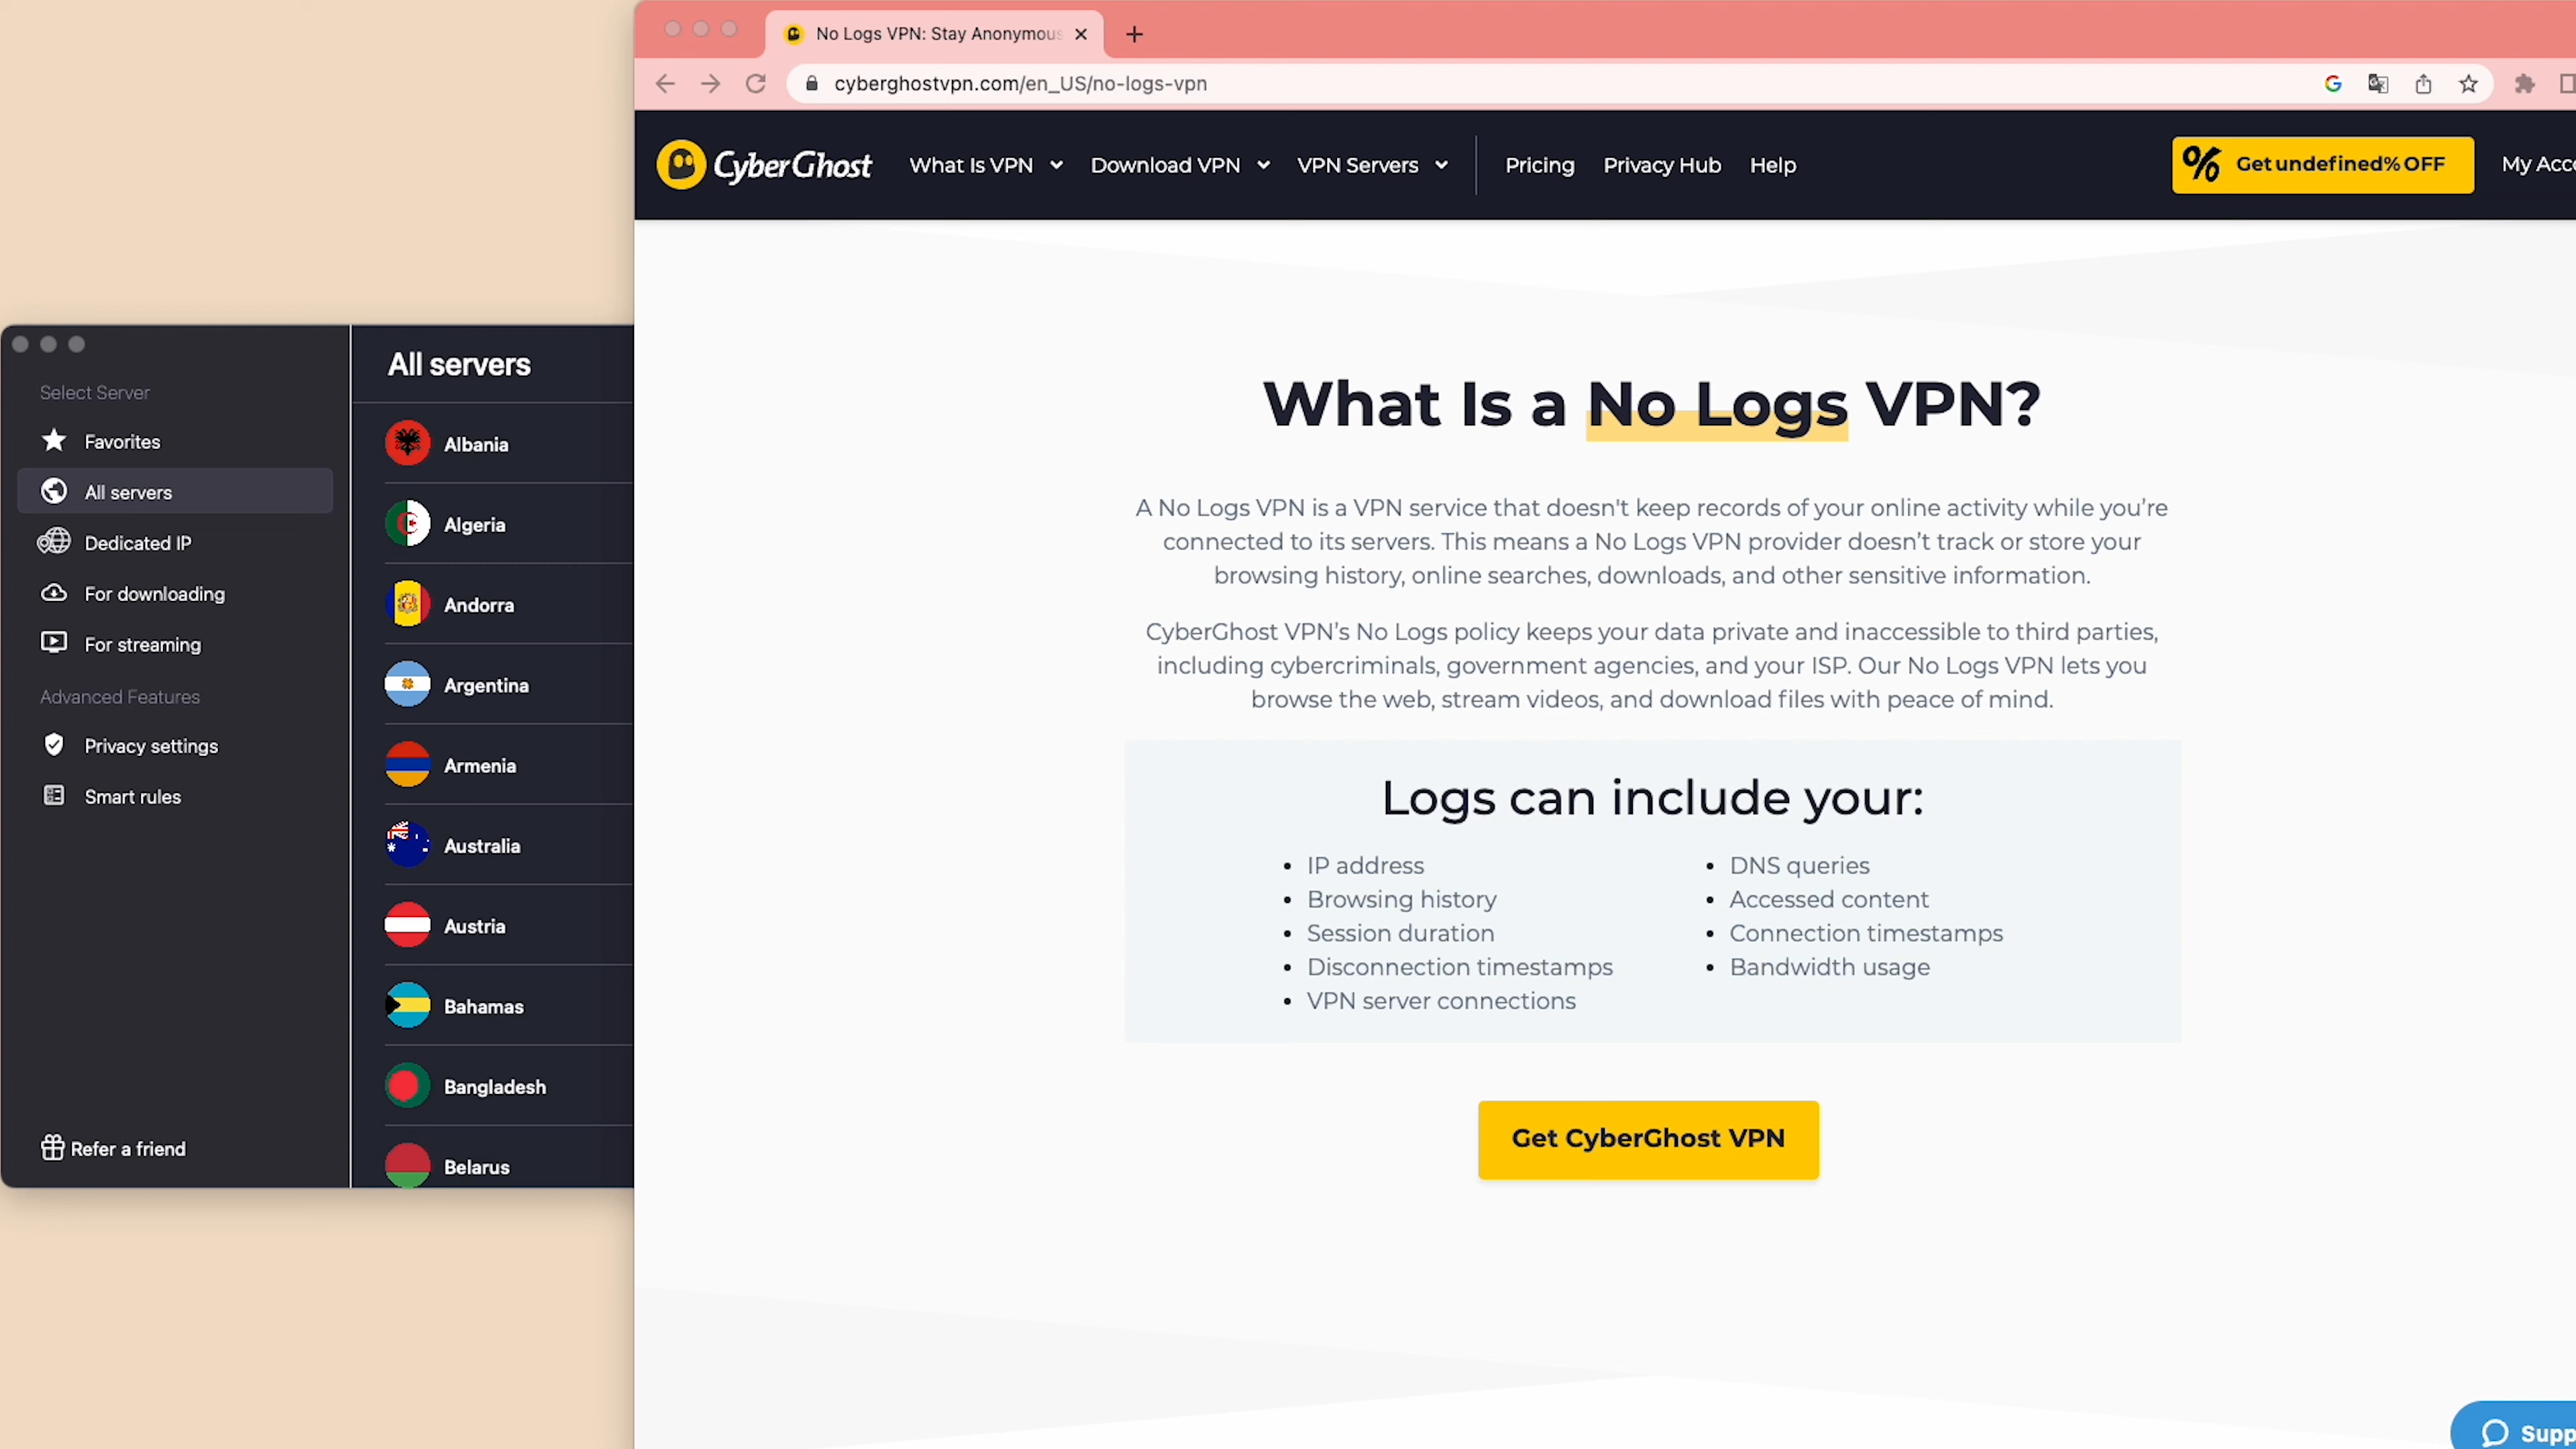 No Logs VPN: Stay Anonymous
cyberghostvpn.com/en_US/no-logs-vpn
CyberGhost
What Is VPN
Download VPN
VPN Servers
Pricing
Privacy Hub
Help
% Get undefined% OFF
My Acc
Select Server
Favorites
All servers
Dedicated IP
For downloading
For streaming
Advanced Features
Privacy settings
Smart rules
Refer a friend
All servers
Albania
Algeria
Andorra
Argentina
Armenia
Australia
Austria
Bahamas
Bangladesh
Belarus
What Is a No Logs VPN?
A No Logs VPN is a VPN service that doesn't keep records of your online activity while you’re
connected to its servers. This means a No Logs VPN provider doesn’t track or store your
browsing history, online searches, downloads, and other sensitive information.
CyberGhost VPN’s No Logs policy keeps your data private and inaccessible to third parties,
including cybercriminals, government agencies, and your ISP. Our No Logs VPN lets you
browse the web, stream videos, and download files with peace of mind.
Logs can include your:
• IP address
• Browsing history
• Session duration
• Disconnection timestamps
• VPN server connections
• DNS queries
• Accessed content
• Connection timestamps
• Bandwidth usage
Get CyberGhost VPN
Supp